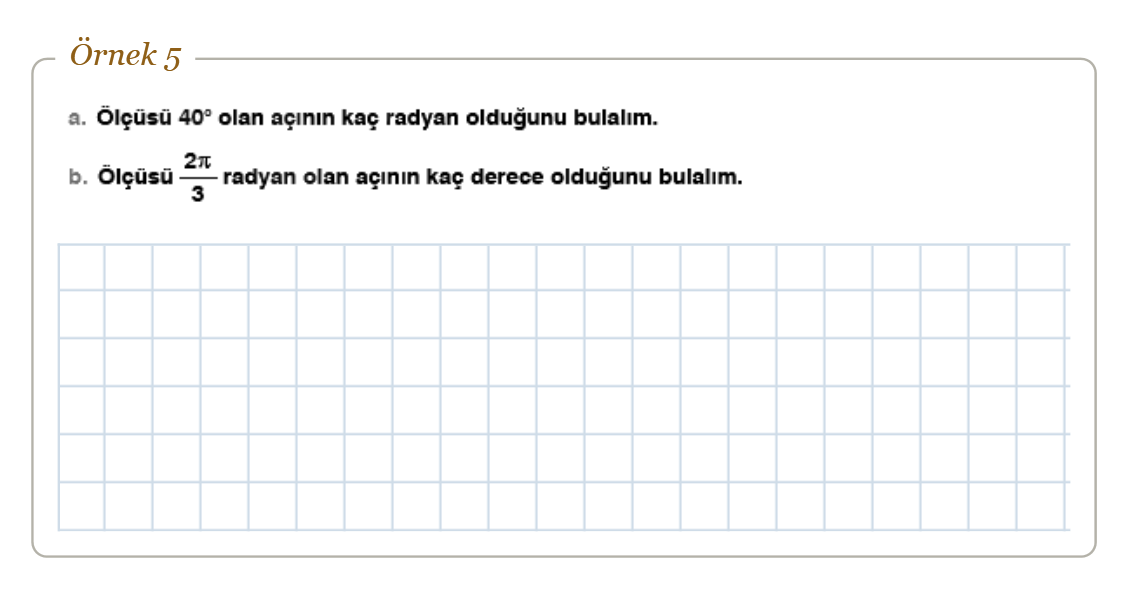 Örnek 5
a. Ölçüsü 40° olan açının kaç radyan olduğunu bulalım.
b. Ölçüsü 2π/3 radyan olan açının kaç derece olduğunu bulalım.